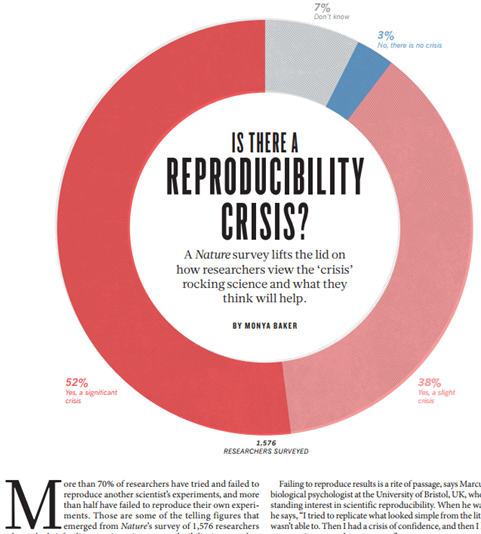 7%
Don't know
3%
No, there is no crisis
IS THERE A
REPRODUCIBILITY
CRISIS?
A Nature survey lifts the lid on
how researchers view the ‘crisis’
rocking science and what they
think will help.
BY MONYA BAKER
52%
Yes, a significant
crisis
38%
Yes, a slight
crisis
1,576
RESEARCHERS SURVEYED
More than 70% of researchers have tried and failed to
reproduce another scientist’s experiments, and more
than half have failed to reproduce their own experi-
ments. Those are some of the telling figures that
emerged from Nature’s survey of 1,576 researchers
Failing to reproduce results is a rite of passage, says Marcu
biological psychologist at the University of Bristol, UK, who
standing interest in scientific reproducibility. When he wa
he says, “I tried to replicate what looked simple from the lit
wasn’t able to. Then I had a crisis of confidence, and then I